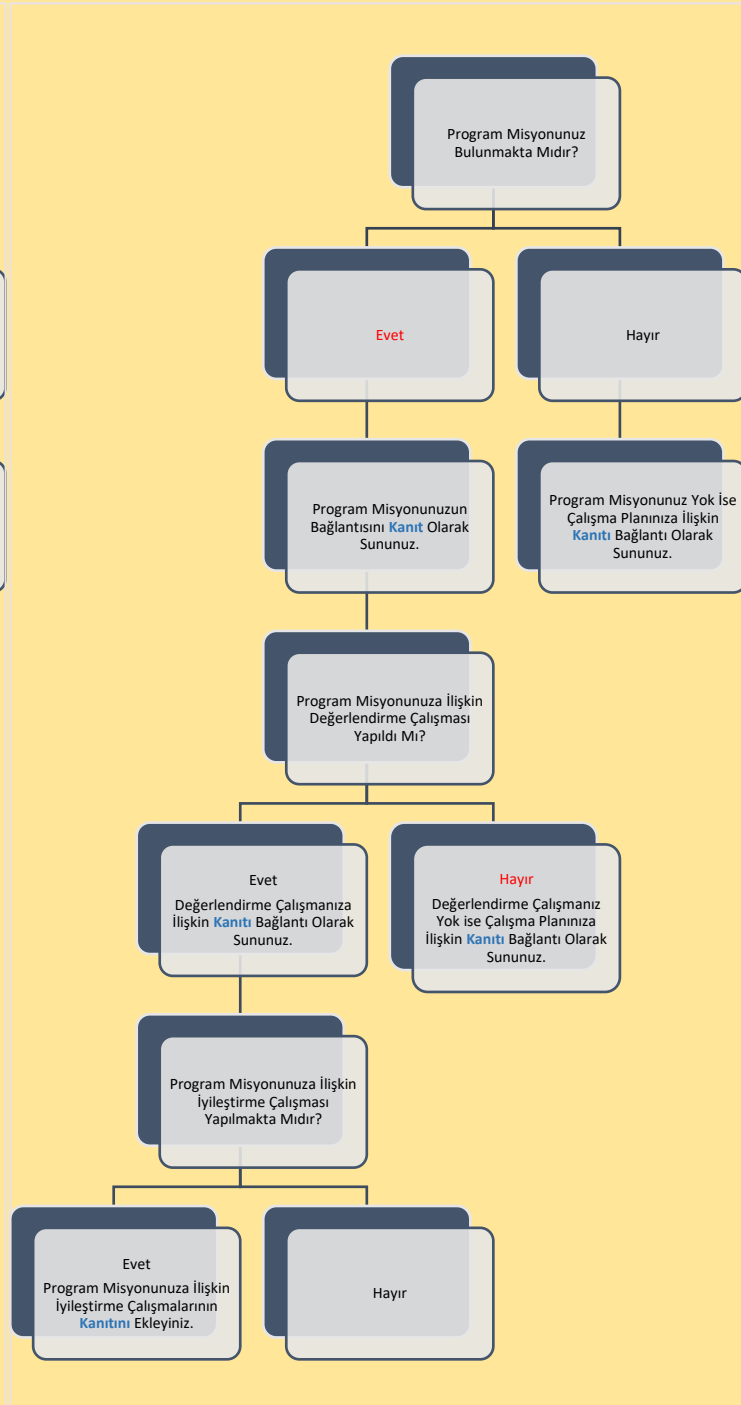 Program Misyonunuz
Bulunmakta Mıdır?
Evet
Hayır
Program Misyonunuzun
Bağlantısını Kanıt Olarak
Sununuz.
Program Misyonunuz Yok İse
Çalışma Planınıza İlişkin
Kanıtı Bağlantı Olarak
Sununuz.
Program Misyonunuza İlişkin
Değerlendirme Çalışması
Yapıldı Mı?
Evet
Değerlendirme Çalışmanıza
İlişkin Kanıtı Bağlantı Olarak
Sununuz.
Hayır
Değerlendirme Çalışmanız
Yok ise Çalışma Planınıza
İlişkin Kanıtı Bağlantı Olarak
Sununuz.
Program Misyonunuza İlişkin
İyileştirme Çalışması
Yapılmakta Mıdır?
Evet
Program Misyonunuza İlişkin
İyileştirme Çalışmalarının
Kanıtını Ekleyiniz.
Hayır